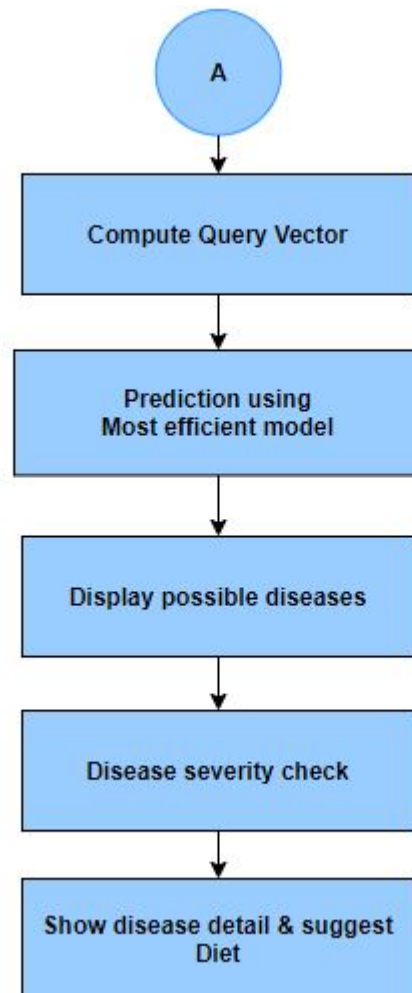 A
Compute Query Vector
Prediction using
Most efficient model
Display possible diseases
Disease severity check
Show disease detail & suggest
Diet